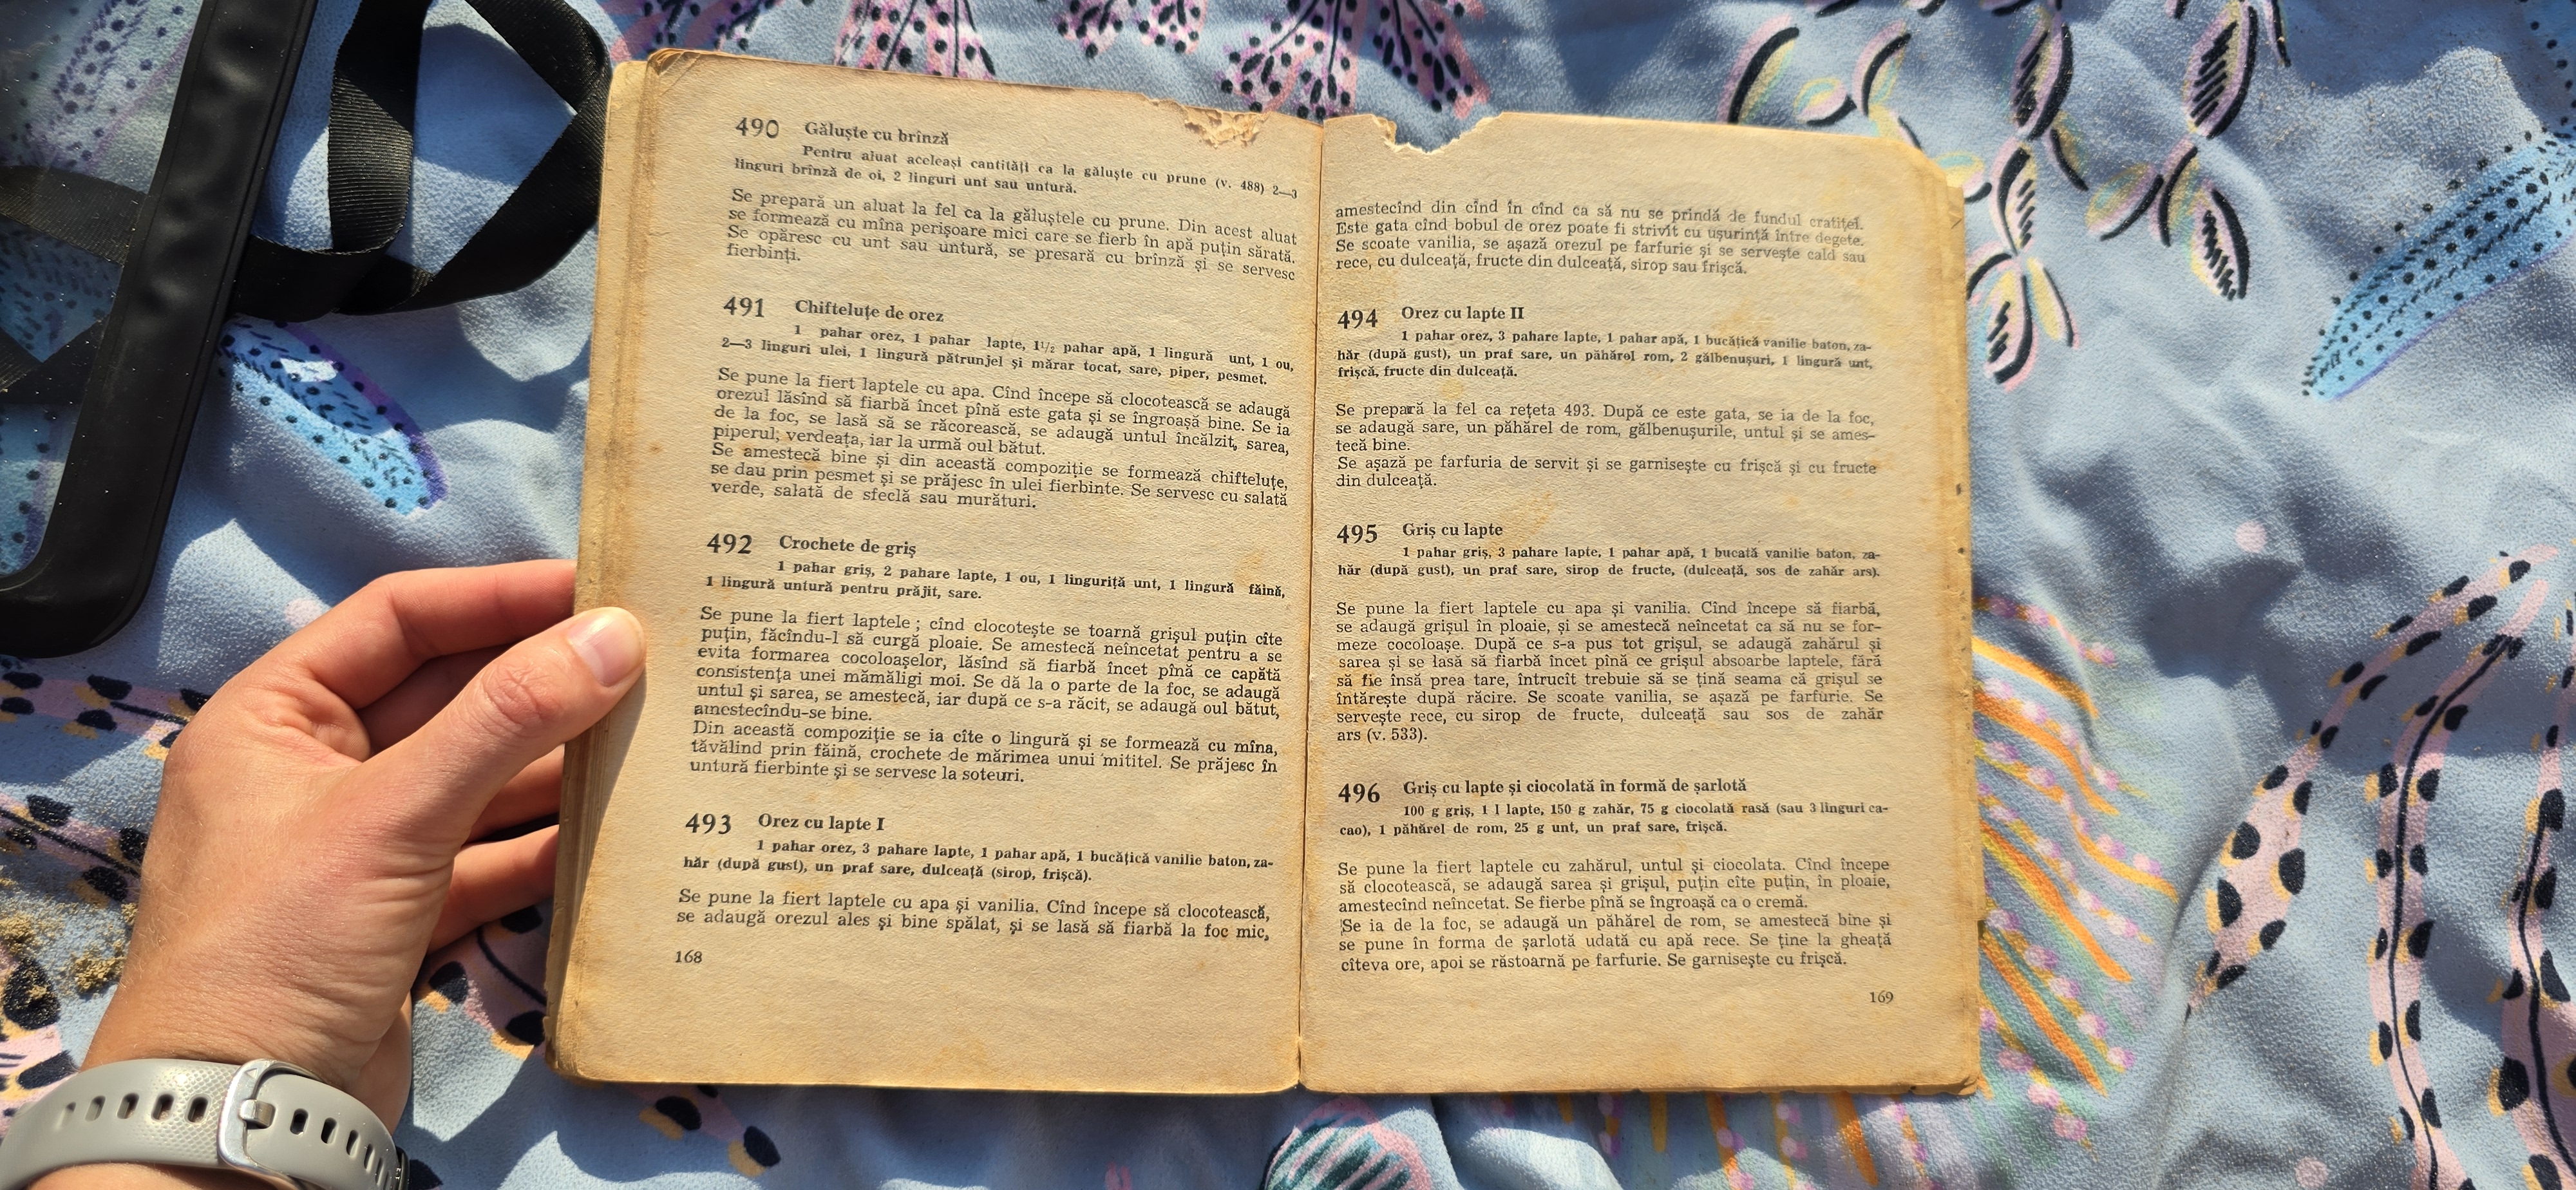 490 Găluște cu brînză
Pentru aluat aceleași cantități ca la găluște cu prune (v. 488) 2—3
linguri brînză de oi, 2 linguri unt sau untură.
Se prepară un aluat la fel ca la găluștele cu prune. Din acest aluat
se formează cu mîna perișoare mici care se fierb în apă puțin sărată.
Se opăresc cu unt sau untură, se presară cu brînză și se servesc
fierbinți.
491 Chifteluțe de orez
1 pahar orez, 1 pahar lapte, 1½ pahar apă, 1 lingură unt, 1 ou,
2—3 linguri ulei, 1 lingură pătrunjel și mărar tocat, sare, piper, pesmet.
Se pune la fiert laptele cu apa. Cînd începe să clocotească se adaugă
orezul lăsînd să fiarbă încet pînă este gata și se îngroașă bine. Se ia
de la foc, se lasă să se răcorească, se adaugă untul încălzit, sarea,
piperul; verdeața, iar la urmă oul bătut.
Se amestecă bine și din această compoziție se formează chifteluțe,
se dau prin pesmet și se prăjesc în ulei fierbinte. Se servesc cu salată
verde, salată de sfeclă sau murături.
492 Crochete de griș
1 pahar griș, 2 pahare lapte, 1 ou, 1 linguriță unt, 1 lingură făină,
1 lingură untură pentru prăjit, sare.
Se pune la fiert laptele ; cînd clocotește se toarnă grișul puțin cîte
puțin, făcîndu-l să curgă ploaie. Se amestecă neîncetat pentru a se
evita formarea cocoloașelor, lăsînd să fiarbă încet pînă ce capătă
consistența unei mămăligi moi. Se dă la o parte de la foc, se adaugă
untul și sarea, se amestecă, iar după ce s-a răcit, se adaugă oul bătut,
amestecîndu-se bine.
Din această compoziție se ia cîte o lingură și se formează cu mîna,
tăvălind prin făină, crochete de mărimea unui mititel. Se prăjesc în
untură fierbinte și se servesc la soteuri.
493 Orez cu lapte I
1 pahar orez, 3 pahare lapte, 1 pahar apă, 1 bucățică vanilie baton, za-
hăr (după gust), un praf sare, dulceață (sirop, frișcă).
Se pune la fiert laptele cu apa și vanilia. Cînd începe să clocotească,
se adaugă orezul ales și bine spălat, și se lasă să fiarbă la foc mic,
168
amestecînd din cînd în cînd ca să nu se prindă de fundul cratiței.
Este gata cînd bobul de orez poate fi strivit cu ușurință între degete.
Se scoate vanilia, se așază orezul pe farfurie și se servește cald sau
rece, cu dulceață, fructe din dulceață, sirop sau frișcă.
494 Orez cu lapte II
1 pahar orez, 3 pahare lapte, 1 pahar apă, 1 bucățică vanilie baton, za-
hăr (după gust), un praf sare, un păhărel rom, 2 gălbenușuri, 1 lingură unt,
frișcă, fructe din dulceață.
Se prepară la fel ca rețeta 493. După ce este gata, se ia de la foc,
se adaugă sare, un păhărel de rom, gălbenușurile, untul și se ames-
tecă bine.
Se așază pe farfuria de servit și se garnisește cu frișcă și cu fructe
din dulceață.
495 Griș cu lapte
1 pahar griș, 3 pahare lapte, 1 pahar apă, 1 bucată vanilie baton, za-
hăr (după gust), un praf sare, sirop de fructe, (dulceață, sos de zahăr ars).
Se pune la fiert laptele cu apa și vanilia. Cînd începe să fiarbă,
se adaugă grișul în ploaie, și se amestecă neîncetat ca să nu se for-
meze cocoloașe. După ce s-a pus tot grișul, se adaugă zahărul și
sarea și se lasă să fiarbă încet pînă ce grișul absoarbe laptele, fără
să fie însă prea tare, întrucît trebuie să se țină seama că grișul se
întărește după răcire. Se scoate vanilia, se așază pe farfurie. Se
servește rece, cu sirop de fructe, dulceață sau sos de zahăr
ars (v. 533).
496 Griș cu lapte și ciocolată în formă de șarlotă
100 g griș, 1 l lapte, 150 g zahăr, 75 g ciocolată rasă (sau 3 linguri ca-
cao), 1 păhărel de rom, 25 g unt, un praf sare, frișcă.
Se pune la fiert laptele cu zahărul, untul și ciocolata. Cînd începe
să clocotească, se adaugă sarea și grișul, puțin cîte puțin, în ploaie,
amestecînd neîncetat. Se fierbe pînă se îngroașă ca o cremă.
Se ia de la foc, se adaugă un păhărel de rom, se amestecă bine și
se pune în forma de șarlotă udată cu apă rece. Se ține la gheață
cîteva ore, apoi se răstoarnă pe farfurie. Se garnisește cu frișcă.
169